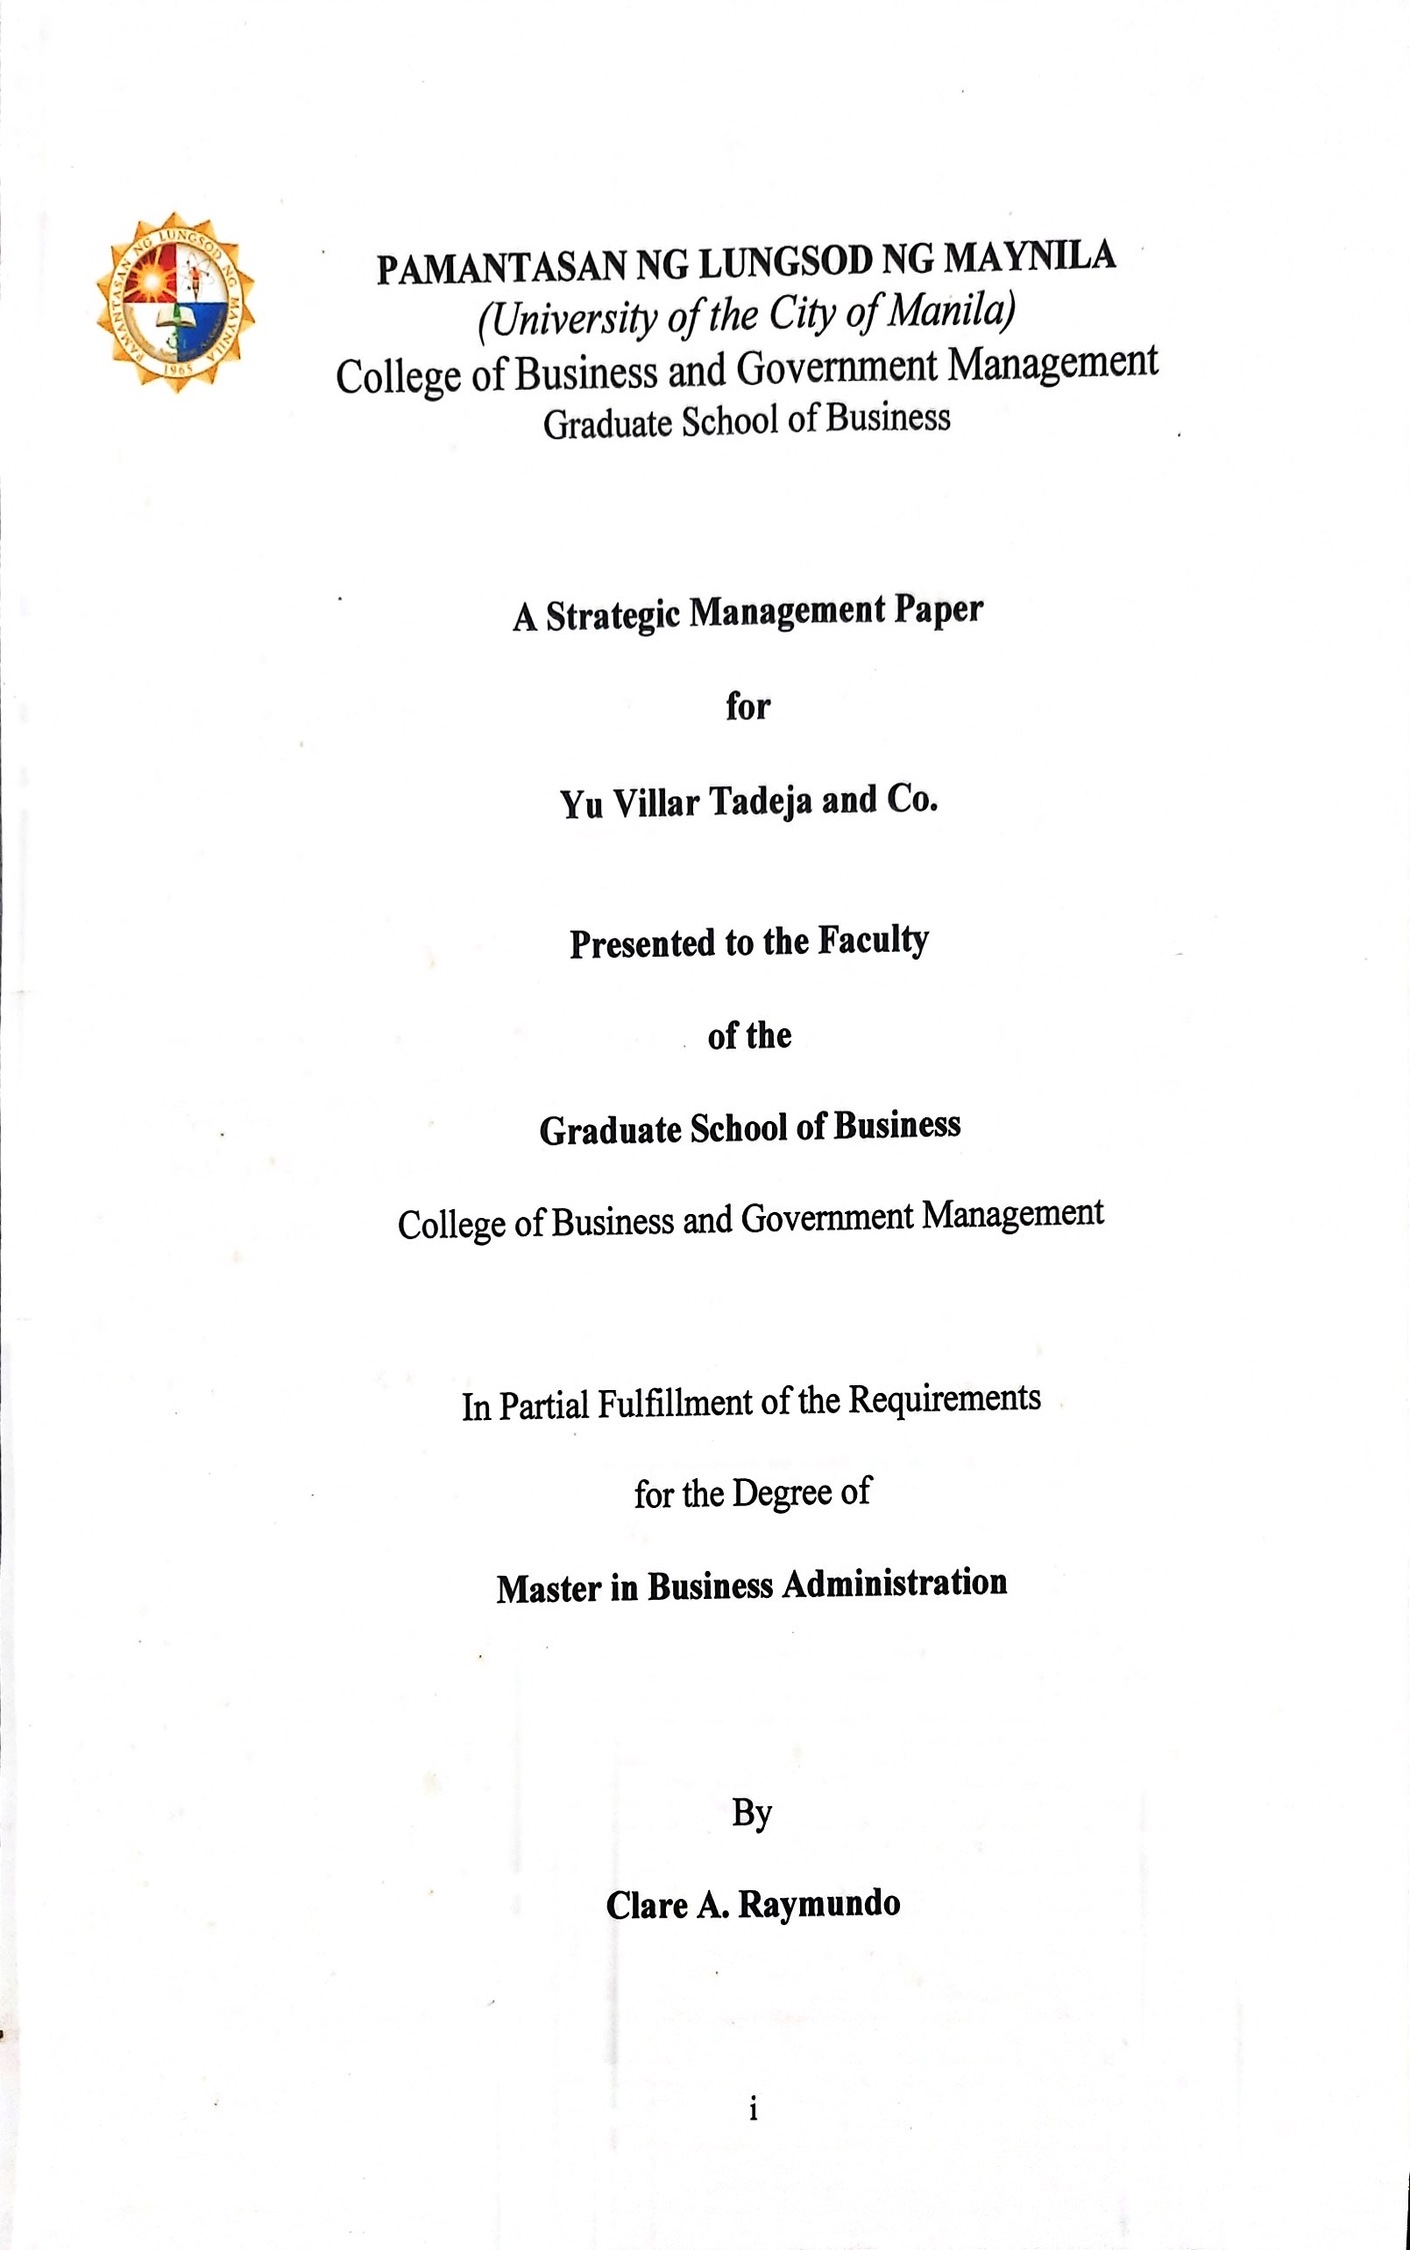 PAMANTASAN NG LUNGSOD NG MAYNILA
PAMANTASAN NG LUNGSOD NG MAYNILA
1965
(University of the City of Manila)
College of Business and Government Management
Graduate School of Business
A Strategic Management Paper
for
Yu Villar Tadeja and Co.
Presented to the Faculty
of the
Graduate School of Business
College of Business and Government Management
In Partial Fulfillment of the Requirements
for the Degree of
Master in Business Administration
By
Clare A. Raymundo
i